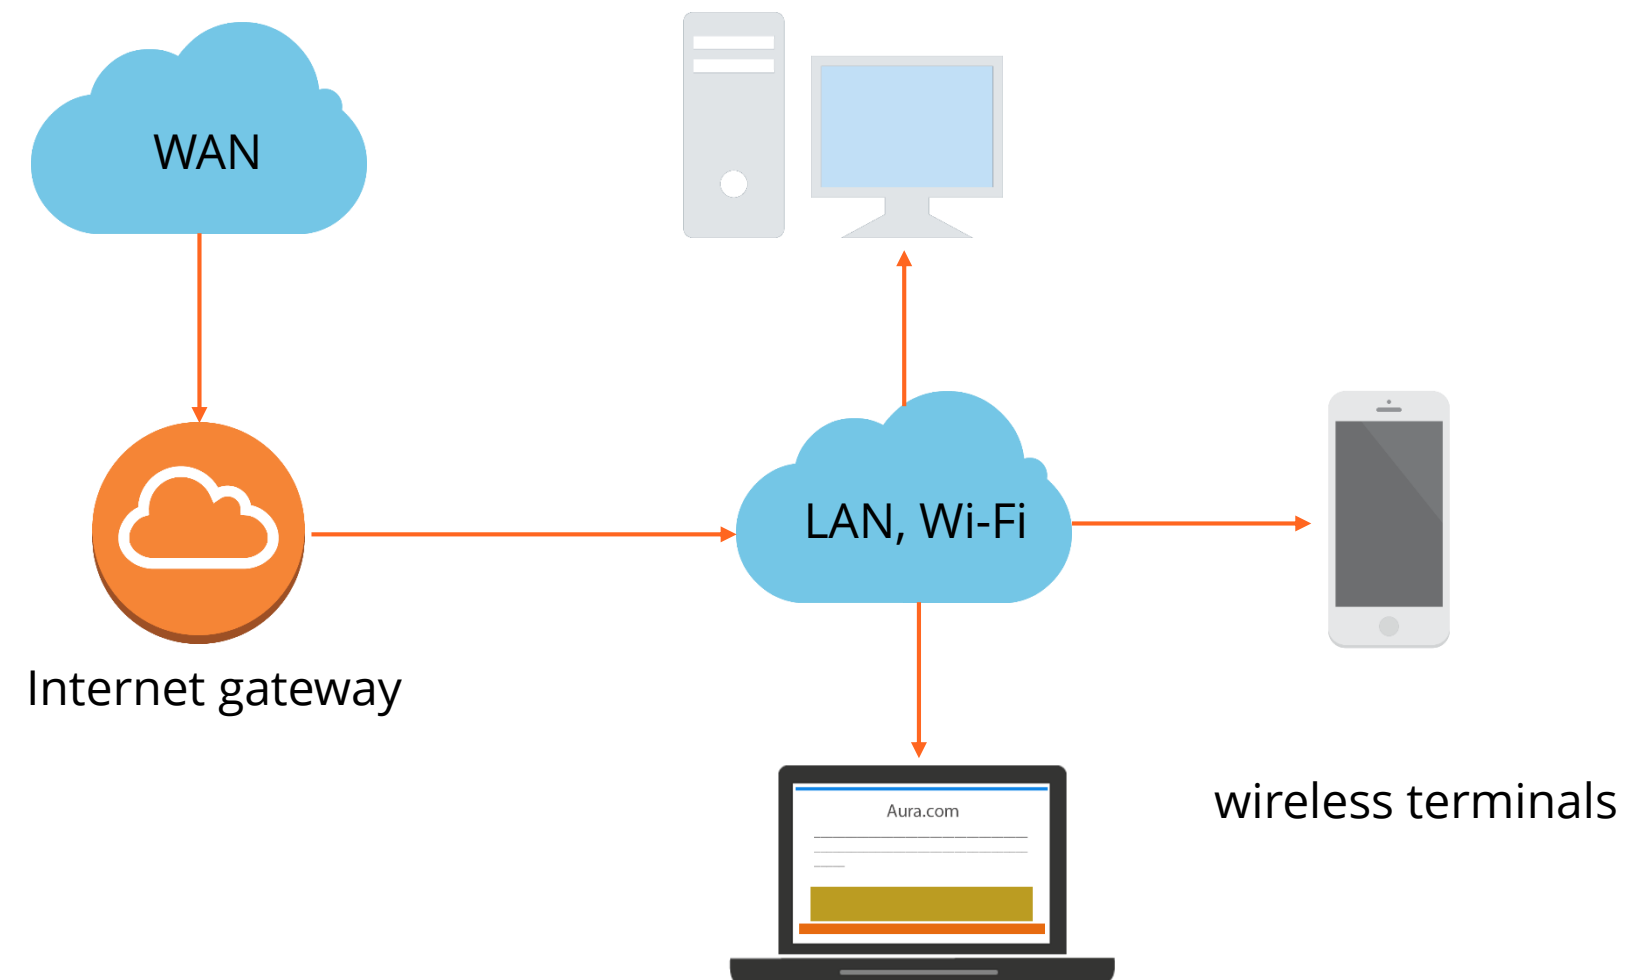 WAN
LAN, Wi-Fi
Internet gateway
wireless terminals
Aura.com